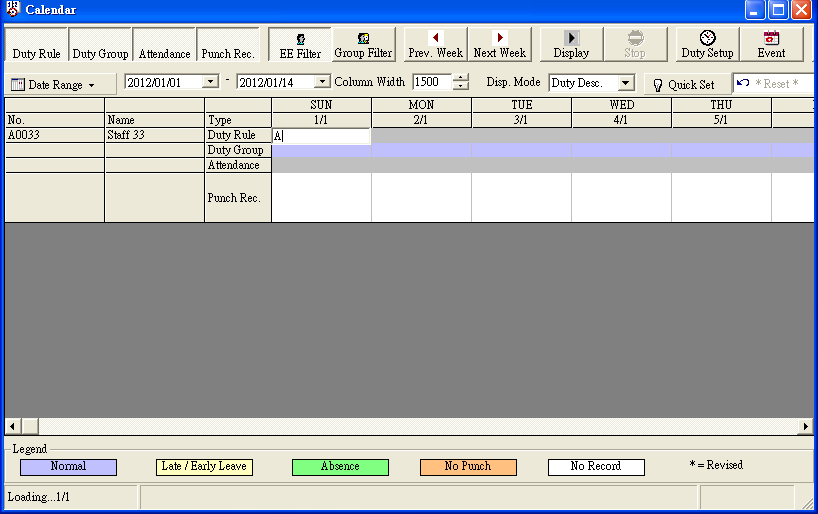 Calendar
Duty Rule Duty Group Attendance Punch Rec. EE Filter Group Filter Prev. Week Next Week Display Stop Duty Setup Event
Date Range 2012/01/01 - 2012/01/14 Column Width 1500 Disp. Mode Duty Desc. Quick Set *Reset*
SUN MON TUE WED THU
No. Name Type 1/1 2/1 3/1 4/1 5/1
A0033 Staff 33 Duty Rule A
Duty Group
Attendance
Punch Rec.
Legend
Normal Late / Early Leave Absence No Punch No Record * = Revised
Loading...1/1